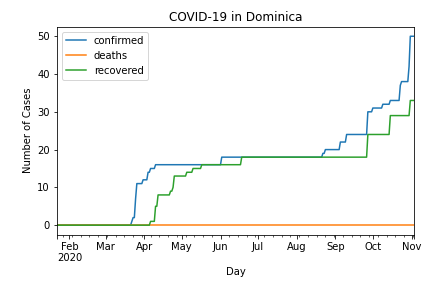 COVID-19 in Dominica
confirmed
deaths
recovered
Number of Cases
50
40
30
20
10
0
Feb Mar Apr May Jun Jul Aug Sep Oct Nov
2020
Day